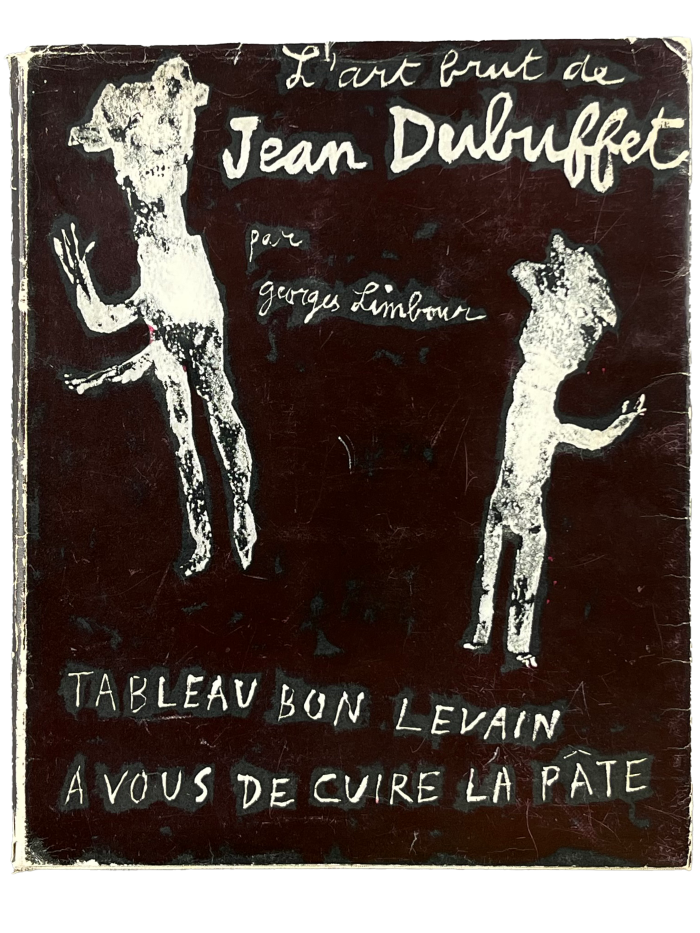 L'art brut de
Jean Dubuffet
par
georges Limbour
TABLEAU BON LEVAIN
A VOUS DE CUIRE LA PÂTE